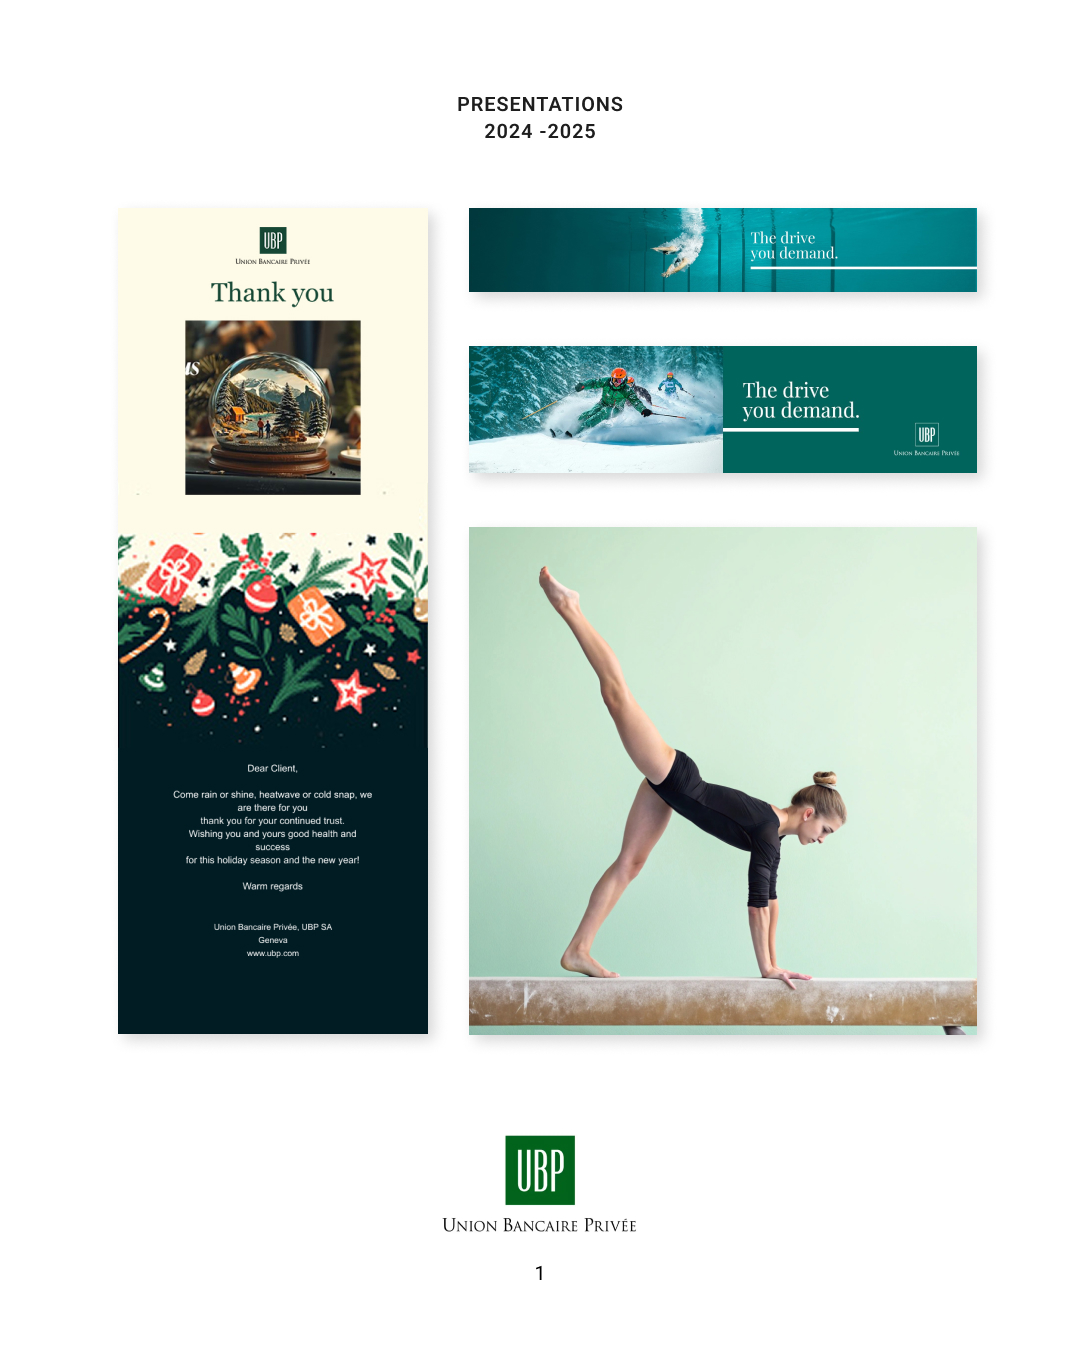 PRESENTATIONS
2024 -2025
UBP
UNION BANCAIRE PRIVÉE
Thank you
us
Dear Client,
Come rain or shine, heatwave or cold snap, we
are there for you
thank you for your continued trust.
Wishing you and yours good health and
success
for this holiday season and the new year!
Warm regards
Union Bancaire Privée, UBP SA
Geneva
www.ubp.com
The drive
you demand.
The drive
you demand.
UBP
UNION BANCAIRE PRIVÉE
UBP
UNION BANCAIRE PRIVÉE
1